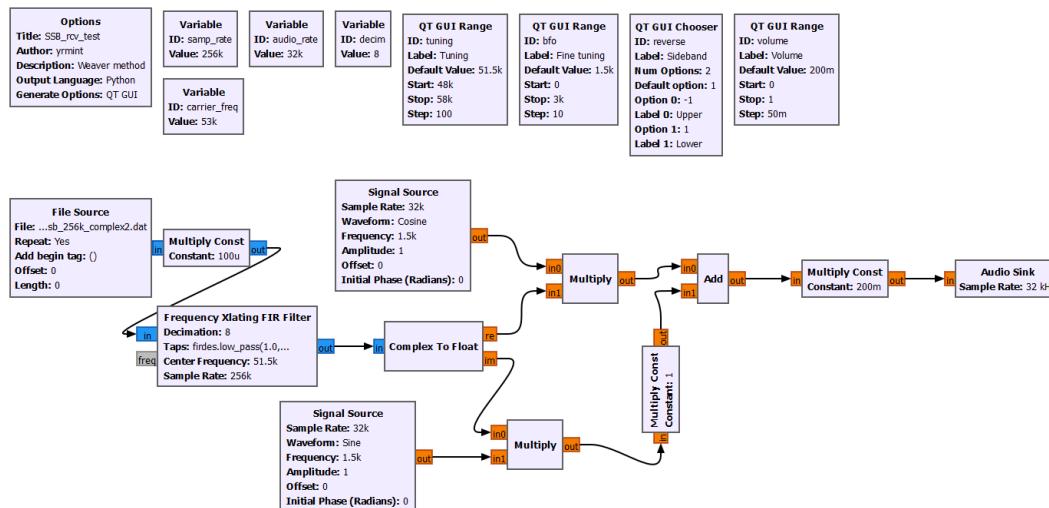 Options
Title: SSB_rcv_test
Author: yrmint
Description: Weaver method
Output Language: Python
Generate Options: QT GUI
Variable
ID: samp_rate
Value: 256k
Variable
ID: audio_rate
Value: 32k
Variable
ID: decim
Value: 8
Variable
ID: carrier_freq
Value: 53k
QT GUI Range
ID: tuning
Label: Tuning
Default Value: 51.5k
Start: 48k
Stop: 58k
Step: 100
QT GUI Range
ID: bfo
Label: Fine tuning
Default Value: 1.5k
Start: 0
Stop: 3k
Step: 10
QT GUI Chooser
ID: reverse
Label: Sideband
Num Options: 2
Default option: 1
Option 0: -1
Label 0: Upper
Option 1: 1
Label 1: Lower
QT GUI Range
ID: volume
Label: Volume
Default Value: 200m
Start: 0
Stop: 1
Step: 50m
File Source
File: ...sb_256k_complex2.dat
Repeat: Yes
Add begin tag: ()
Offset: 0
Length: 0
in
Multiply Const
Constant: 100u
out
Signal Source
Sample Rate: 32k
Waveform: Cosine
Frequency: 1.5k
Amplitude: 1
Offset: 0
Initial Phase (Radians): 0
out
in0
in1
Multiply
out
in0
in1
Add
out
in
Multiply Const
Constant: 200m
out
in
Audio Sink
Sample Rate: 32 kH
in
freq
Frequency Xlating FIR Filter
Decimation: 8
Taps: firdes.low_pass(1.0,...
Center Frequency: 51.5k
Sample Rate: 256k
out
in
Complex To Float
re
im
out
Multiply Const
Constant: 1
in
Signal Source
Sample Rate: 32k
Waveform: Sine
Frequency: 1.5k
Amplitude: 1
Offset: 0
Initial Phase (Radians): 0
out
in0
in1
Multiply
out